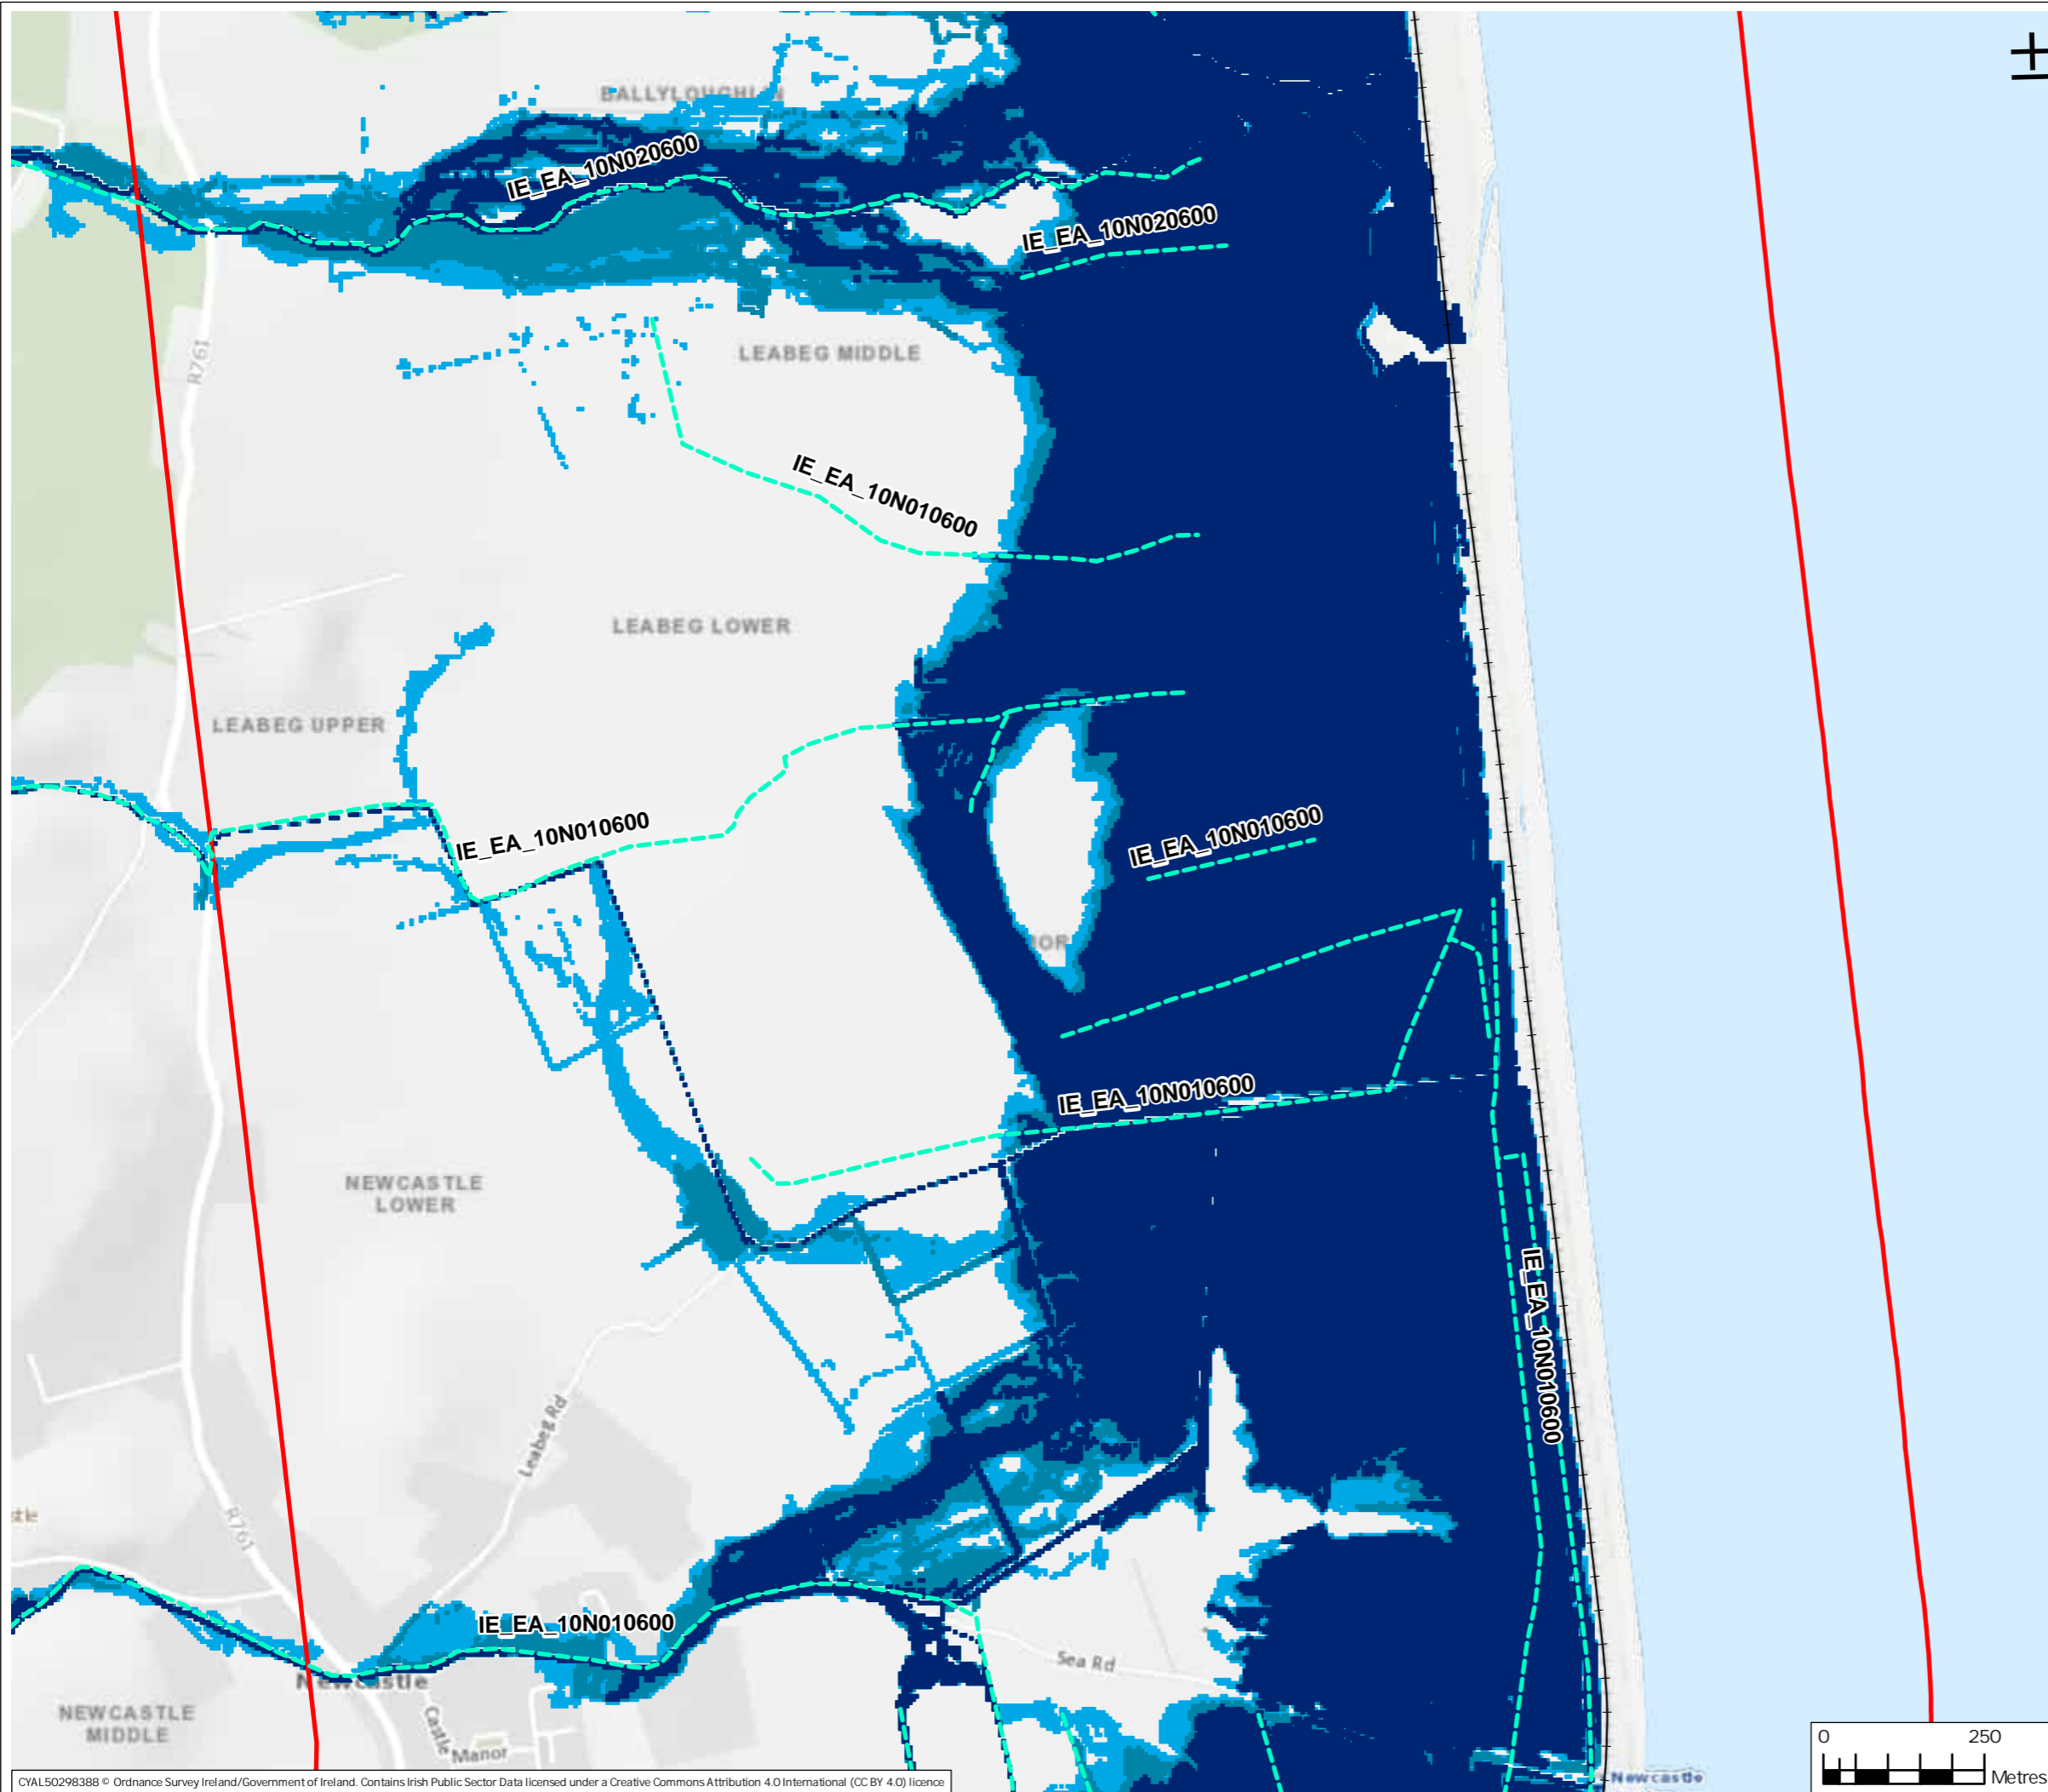 BALLYLOUGHLIN
IE_EA_10N020600
IE_EA_10N020600
R761
LEABEG MIDDLE
IE_EA_10N010600
LEABEG LOWER
LEABEG UPPER
IE_EA_10N010600
IE_EA_10N010600
IE_EA_10N010600
NEWCASTLE
LOWER
IE_EA_10N010600
Leabeg Rd
R761
IE_EA_10N010600
Sea Rd
Newcastle
NEWCASTLE
MIDDLE
Castle
Manor
0 250
Metres
Newcastle
CYAL50298388 © Ordnance Survey Ireland/Government of Ireland. Contains Irish Public Sector Data licensed under a Creative Commons Attribution 4.0 International (CC BY 4.0) licence